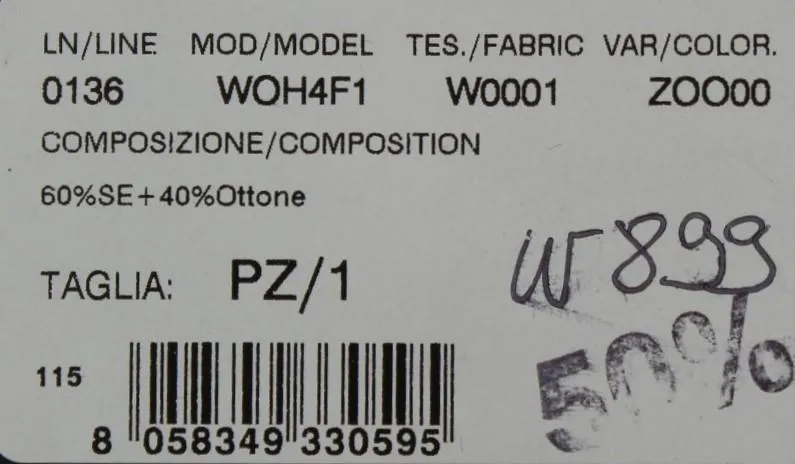 LN/LINE MOD/MODEL TES./FABRIC VAR/COLOR.
0136 WOH4F1 W0001 ZOO00
COMPOSIZIONE/COMPOSITION
60%SE+40%Ottone
W 899
TAGLIA: PZ/1
50%
115
8 058349 330595